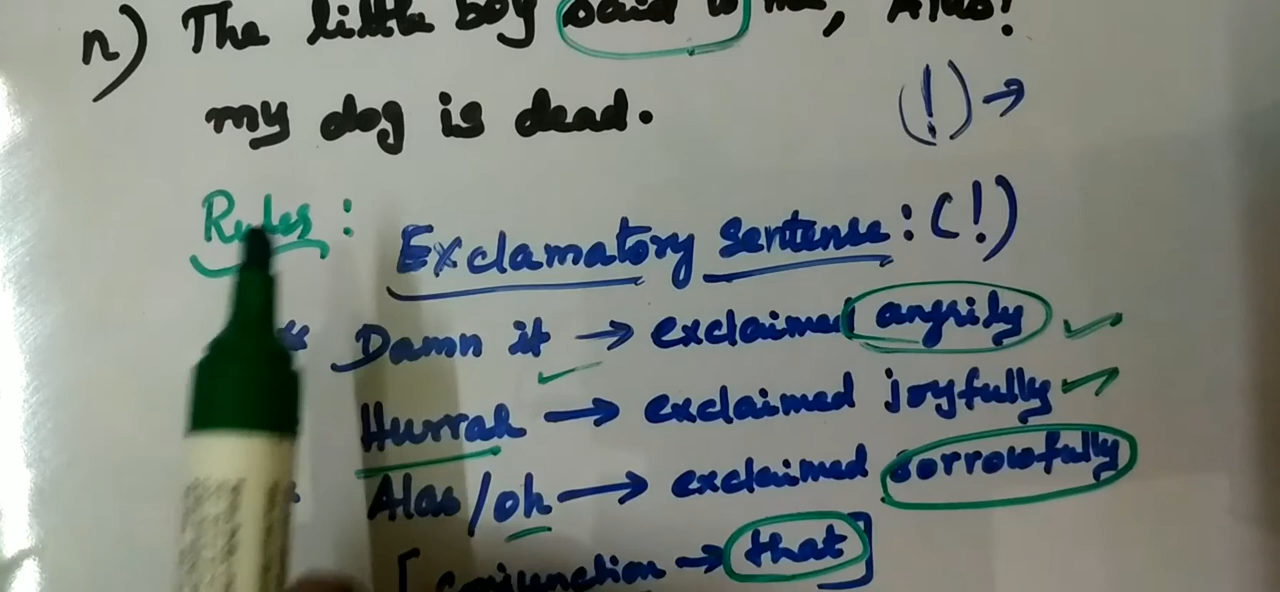 n) The little boy said to me, Alas!
my dog is dead. (!) →
Rules :
Exclamatory Sentence : (!)
* Damn it → exclaimed angrily ✓
Hurrah → exclaimed joyfully ✓
Alas/oh → exclaimed sorrowfully
[conjunction → that]